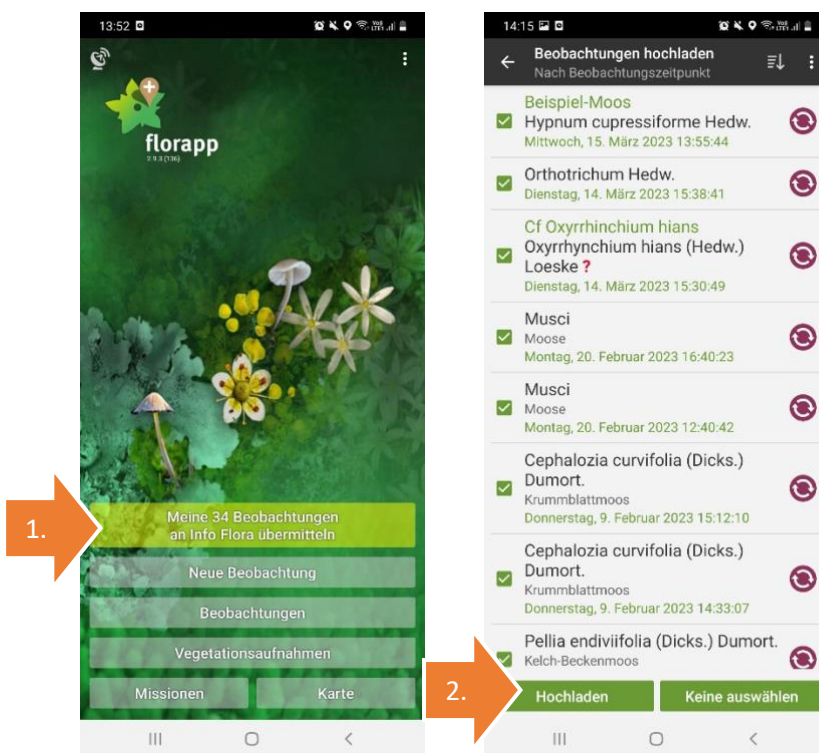 13:52
florapp
2.9.3 (136)
1.
Meine 34 Beobachtungen
an Info Flora übermitteln
Neue Beobachtung
Beobachtungen
Vegetationsaufnahmen
Missionen
Karte
14:15
Beobachtungen hochladen
Nach Beobachtungszeitpunkt
Beispiel-Moos
Hypnum cupressiforme Hedw.
Mittwoch, 15. März 2023 13:55:44
Orthotrichum Hedw.
Dienstag, 14. März 2023 15:38:41
Cf Oxyrrhinchium hians
Oxyrrhynchium hians (Hedw.)
Loeske ?
Dienstag, 14. März 2023 15:30:49
Musci
Moose
Montag, 20. Februar 2023 16:40:23
Musci
Moose
Montag, 20. Februar 2023 12:40:42
Cephalozia curvifolia (Dicks.)
Dumort.
Krummblattmoos
Donnerstag, 9. Februar 2023 15:12:10
Cephalozia curvifolia (Dicks.)
Dumort.
Krummblattmoos
Donnerstag, 9. Februar 2023 14:33:07
Pellia endiviifolia (Dicks.) Dumort.
Kelch-Beckenmoos
2.
Hochladen
Keine auswählen